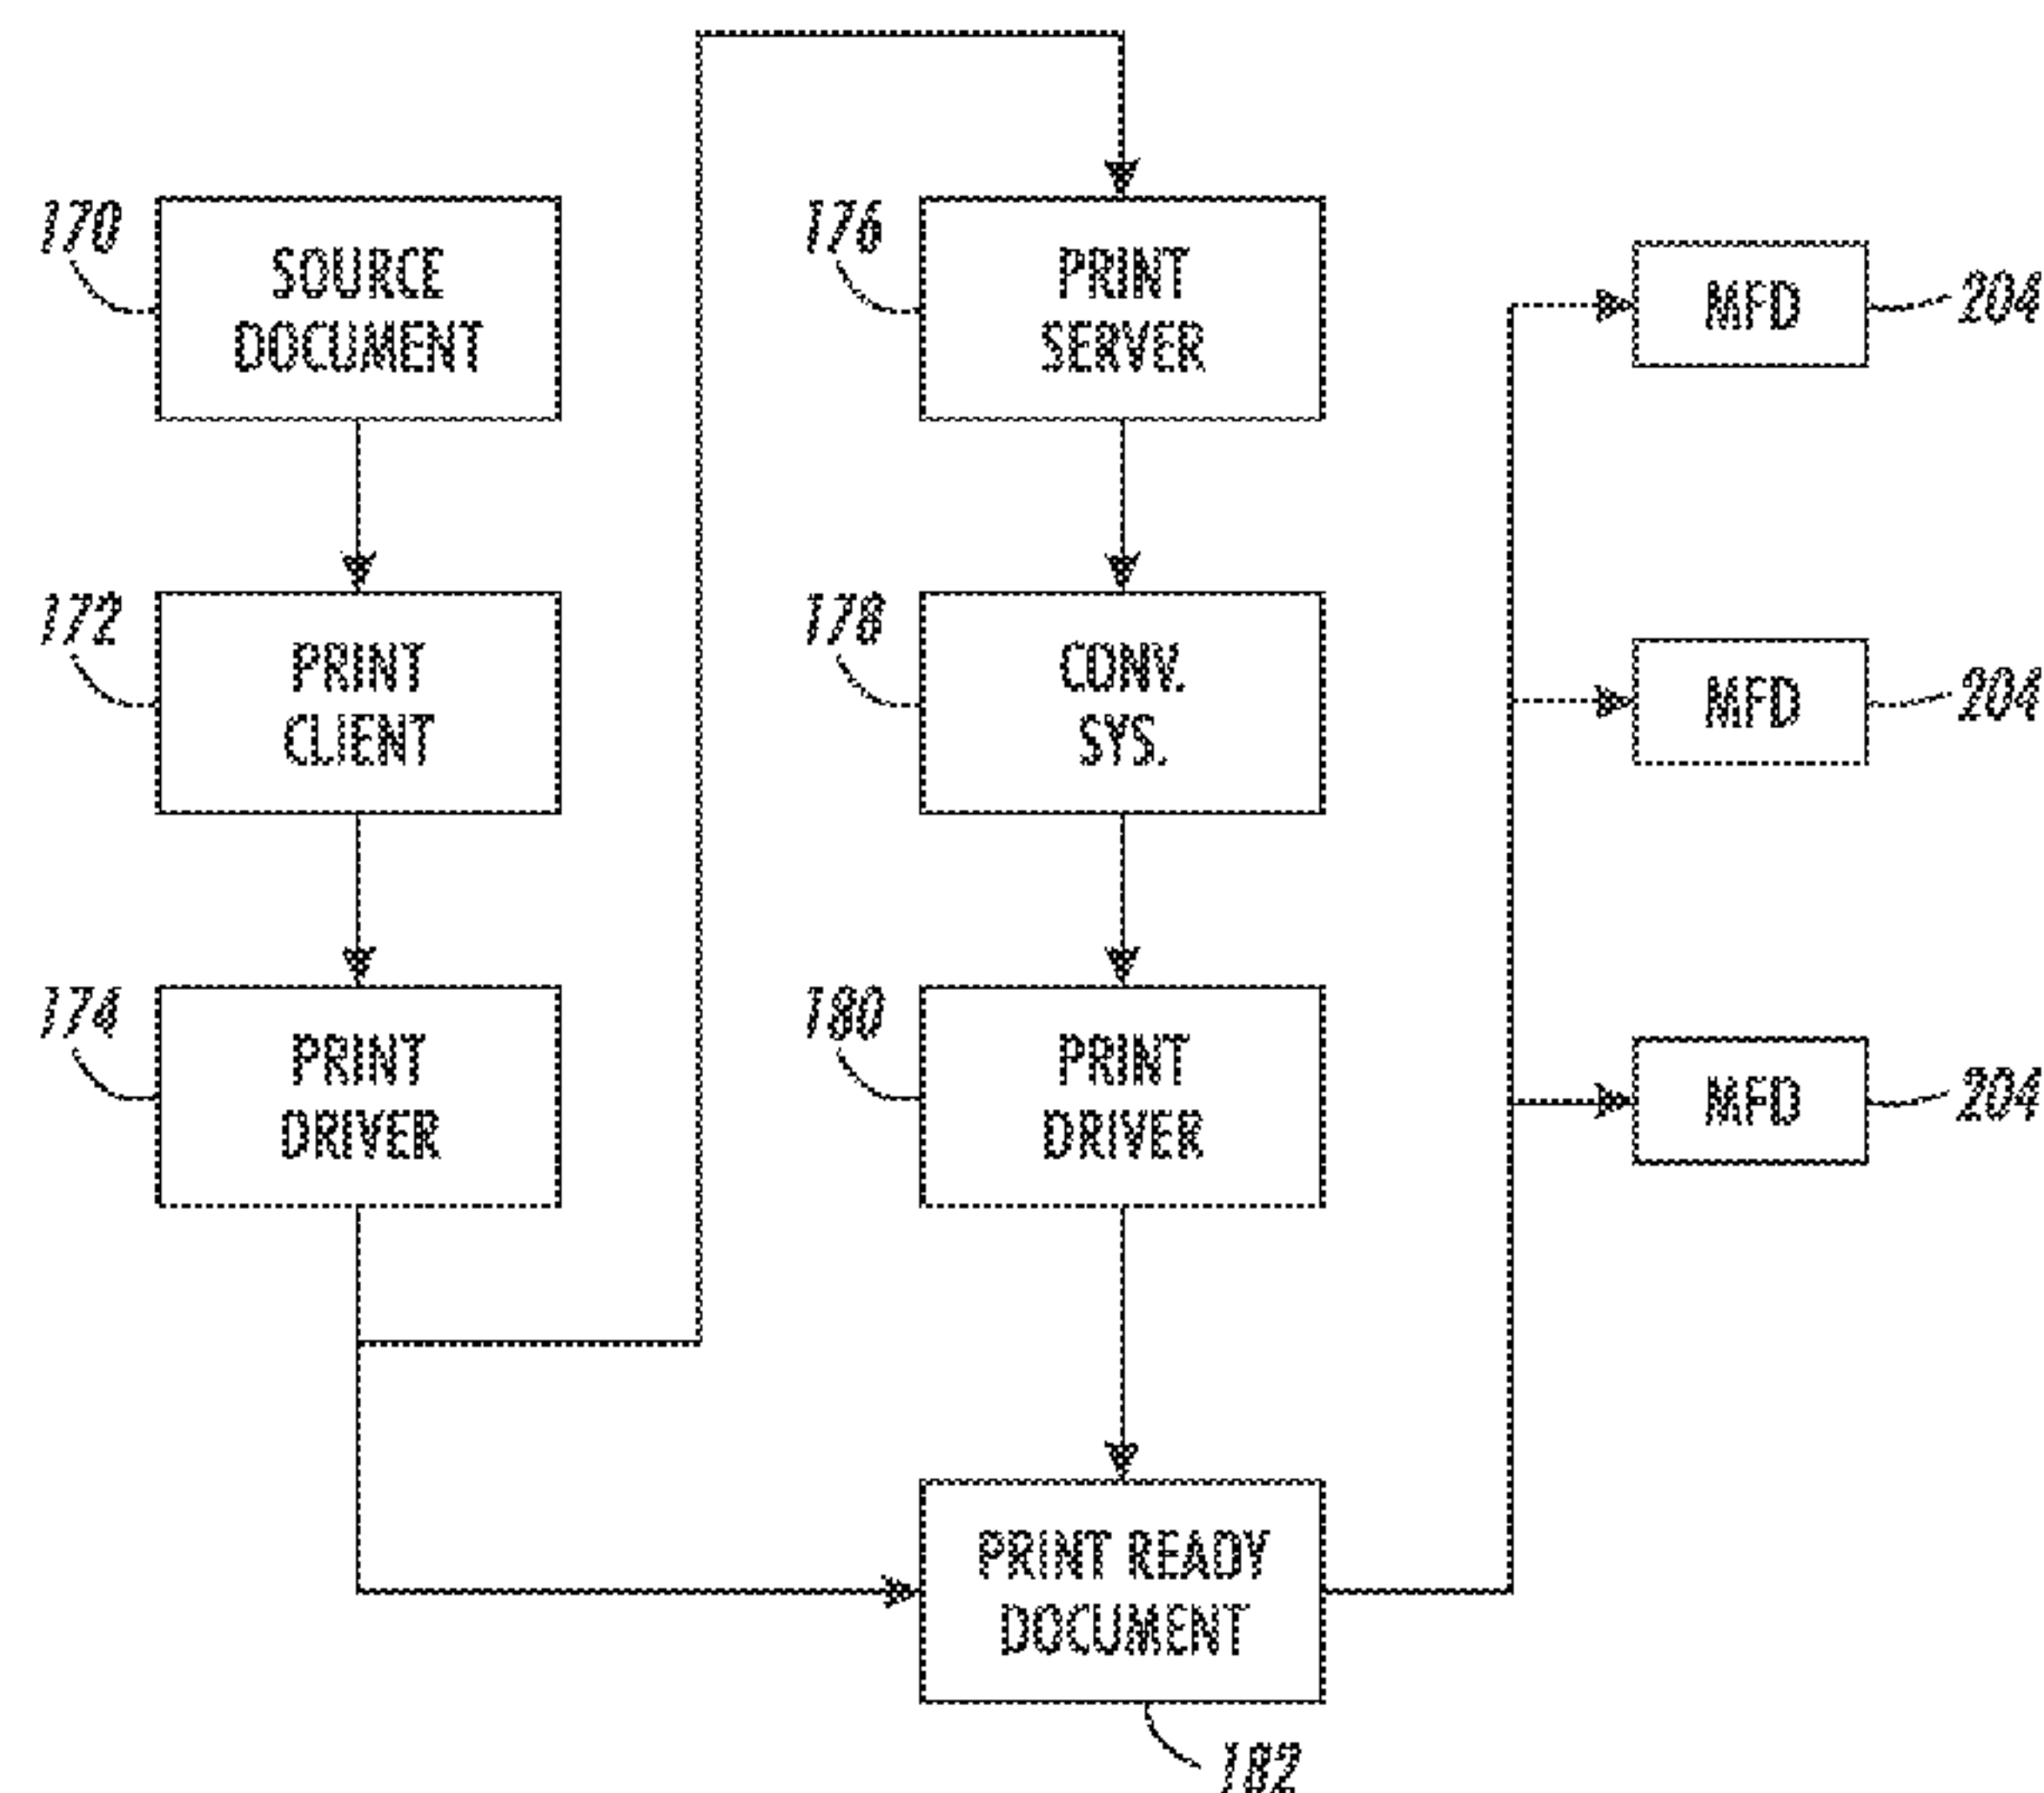 170
SOURCE
DOCUMENT
172
PRINT
CLIENT
174
PRINT
DRIVER
176
PRINT
SERVER
178
CONV.
SYS.
180
PRINT
DRIVER
PRINT READY
DOCUMENT
182
MFD
204
MFD
204
MFD
204